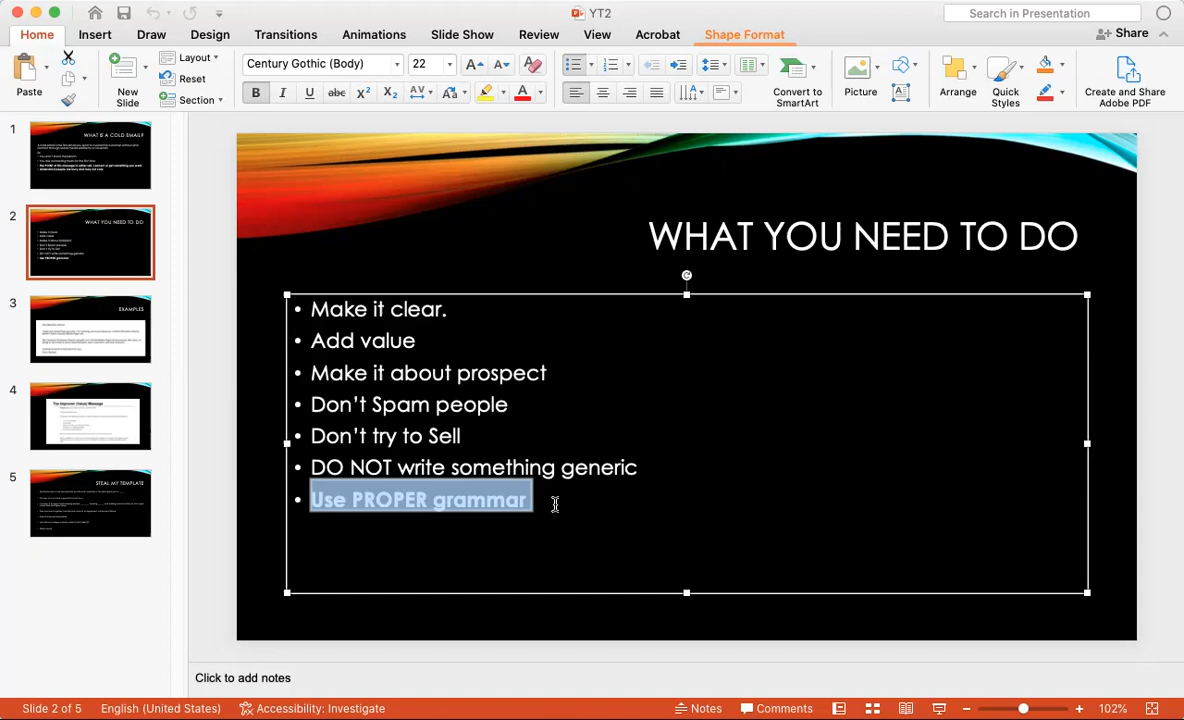 YT2
Search in Presentation
Home Insert Draw Design Transitions Animations Slide Show Review View Acrobat Shape Format Share
Paste
New Slide
Layout
Reset
Section
Century Gothic (Body) 22
B I U abc X² X₂
Convert to SmartArt
Picture
Arrange
Quick Styles
Create and Share Adobe PDF
1
WHAT IS A COLD EMAIL?
2
WHAT YOU NEED TO DO
3
EXAMPLES
4
5
STEAL MY TEMPLATE
WHAT YOU NEED TO DO
• Make it clear.
• Add value
• Make it about prospect
• Don't Spam people
• Don't try to Sell
• DO NOT write something generic
• Use PROPER grammar
Click to add notes
Slide 2 of 5 English (United States) Accessibility: Investigate Notes Comments 102%